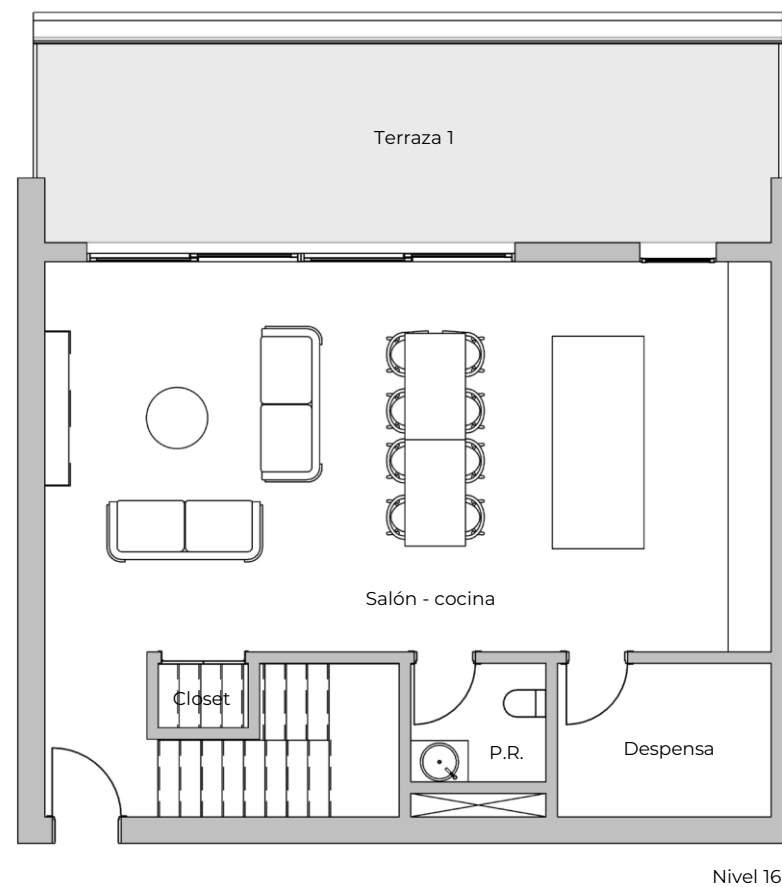 Terraza 1
Salón - cocina
Closet
P.R.
Despensa
Nivel 16